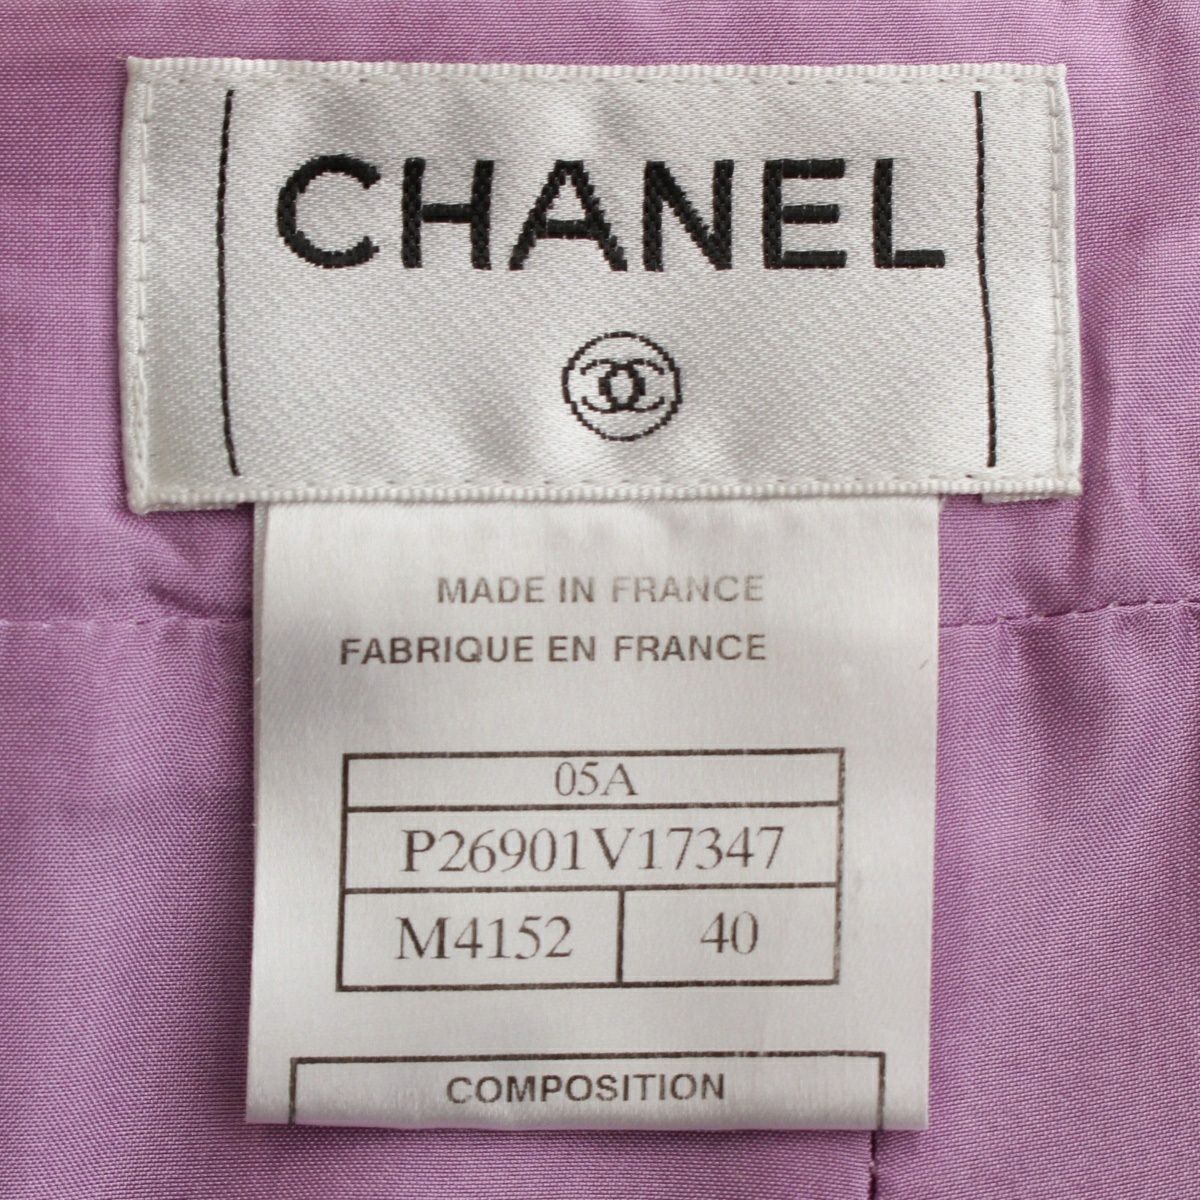 CHANEL
MADE IN FRANCE
FABRIQUE EN FRANCE
05A
P26901V17347
M4152 40
COMPOSITION